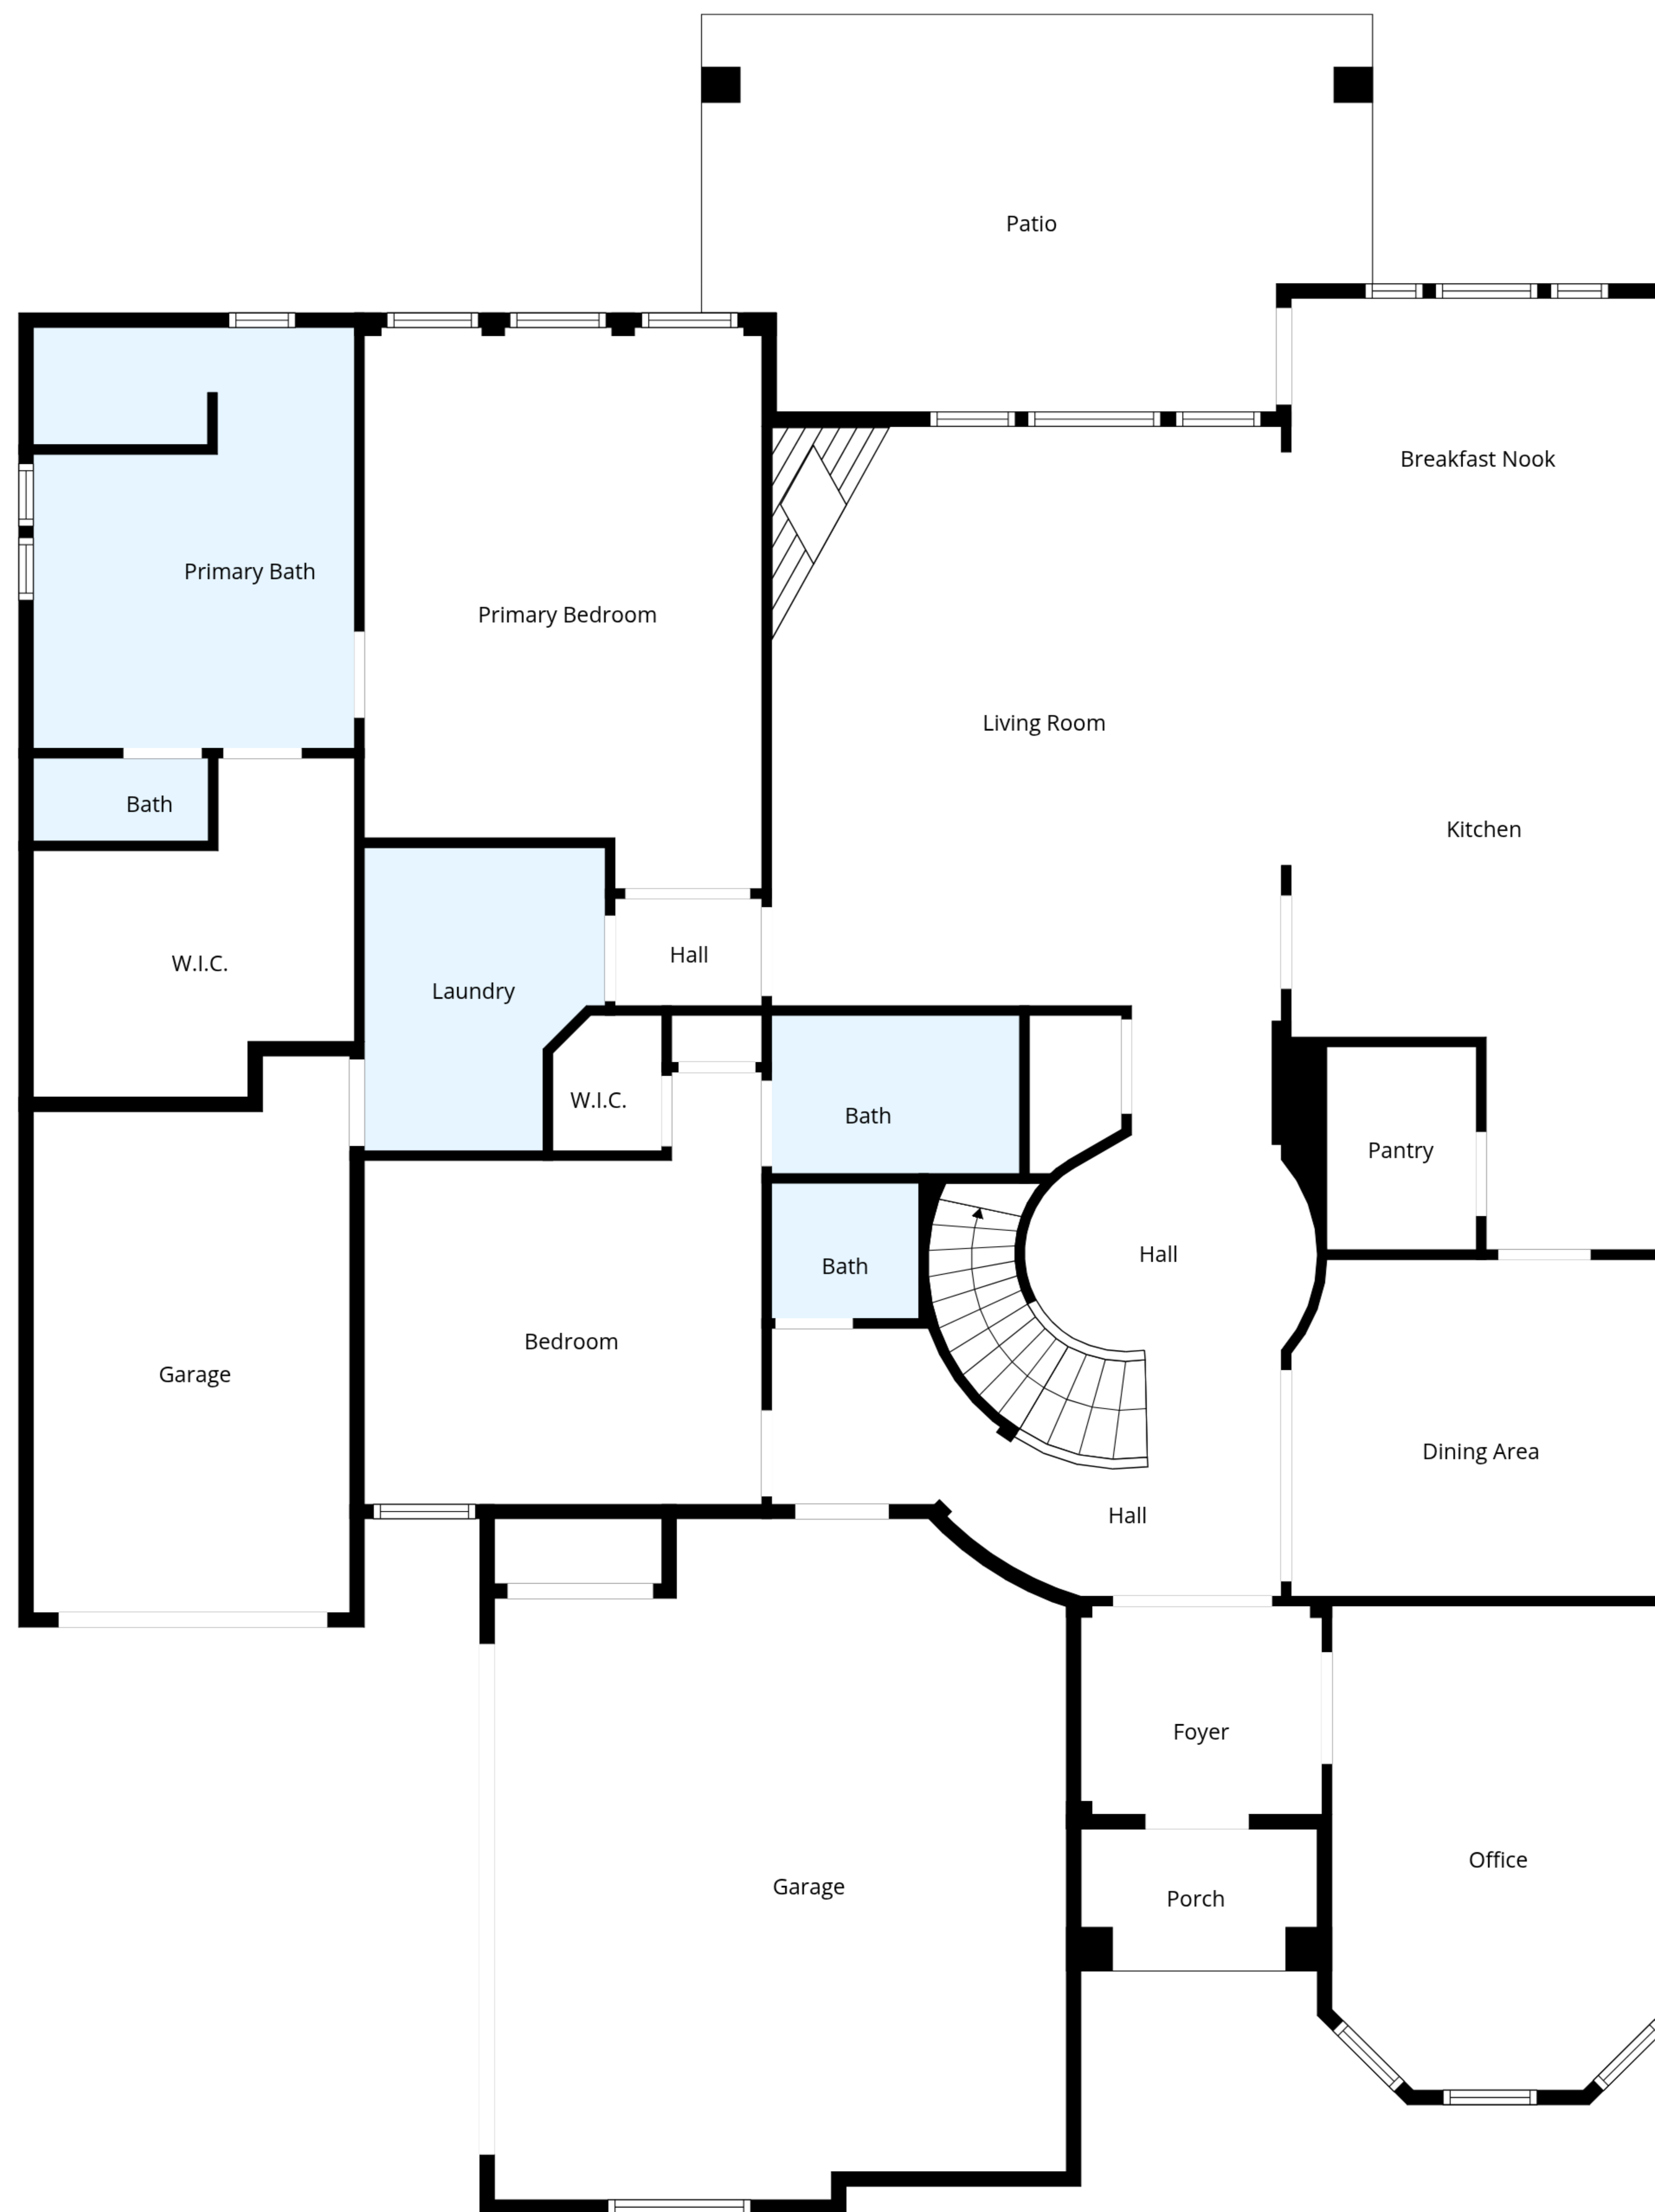 Patio
Breakfast Nook
Primary Bath
Primary Bedroom
Living Room
Bath
Kitchen
W.I.C.
Hall
Laundry
W.I.C.
Bath
Pantry
Hall
Bath
Bedroom
Garage
Dining Area
Hall
Foyer
Office
Garage
Porch